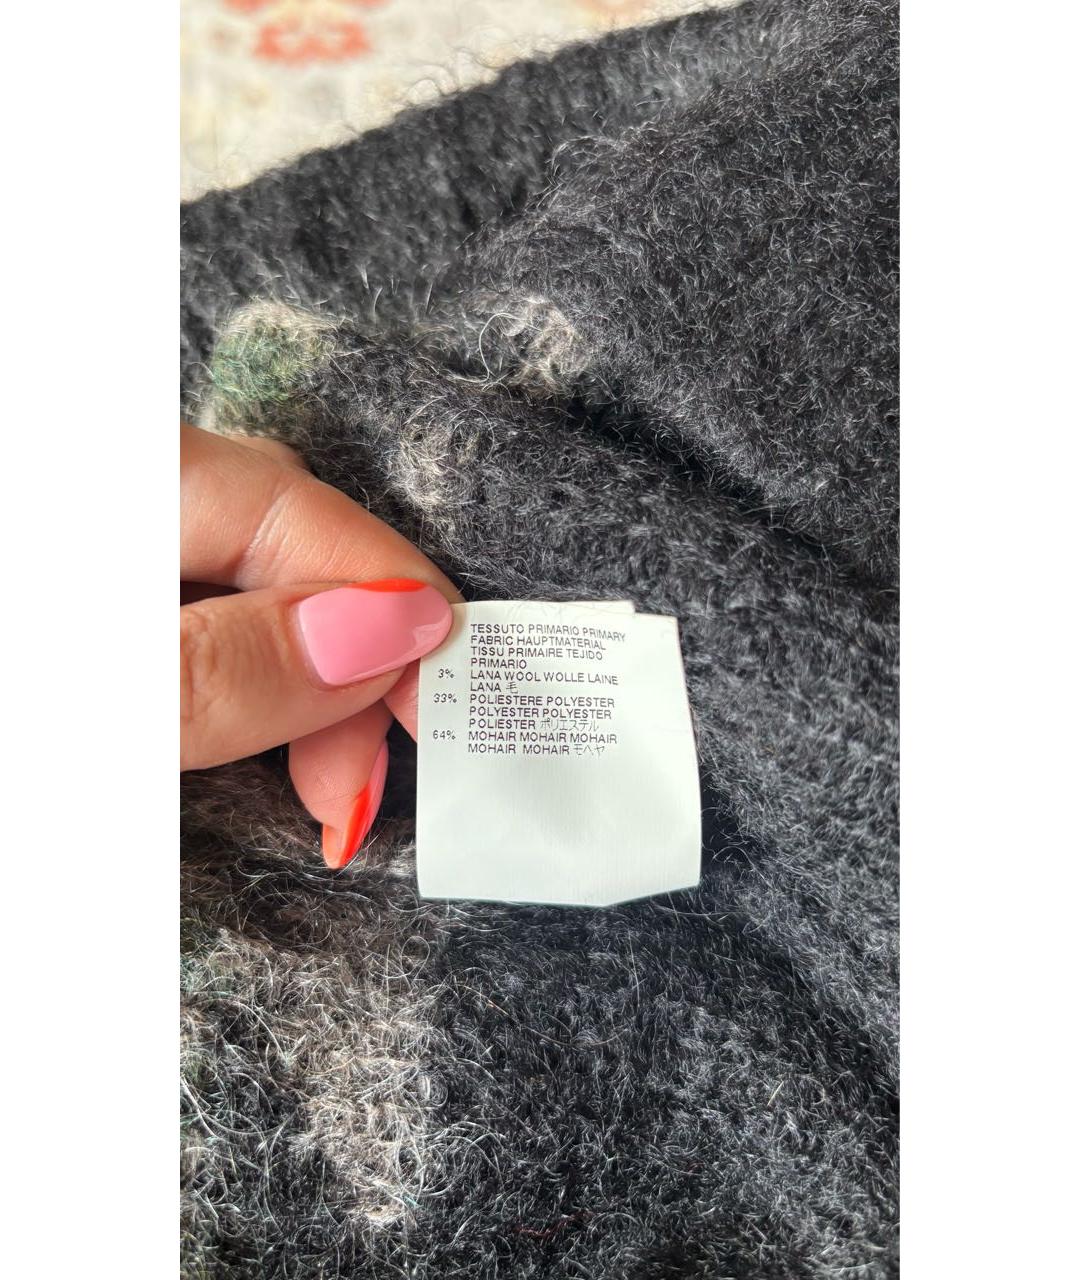 TESSUTO PRIMARIO PRIMARY
FABRIC HAUPTMATERIAL
TISSU PRIMAIRE TEJIDO
PRIMARIO
3% LANA WOOL WOLLE LAINE
LANA 毛
33% POLIESTERE POLYESTER
POLYESTER POLYESTER
POLIESTER ポリエステル
64% MOHAIR MOHAIR MOHAIR
MOHAIR MOHAIR モヘヤ